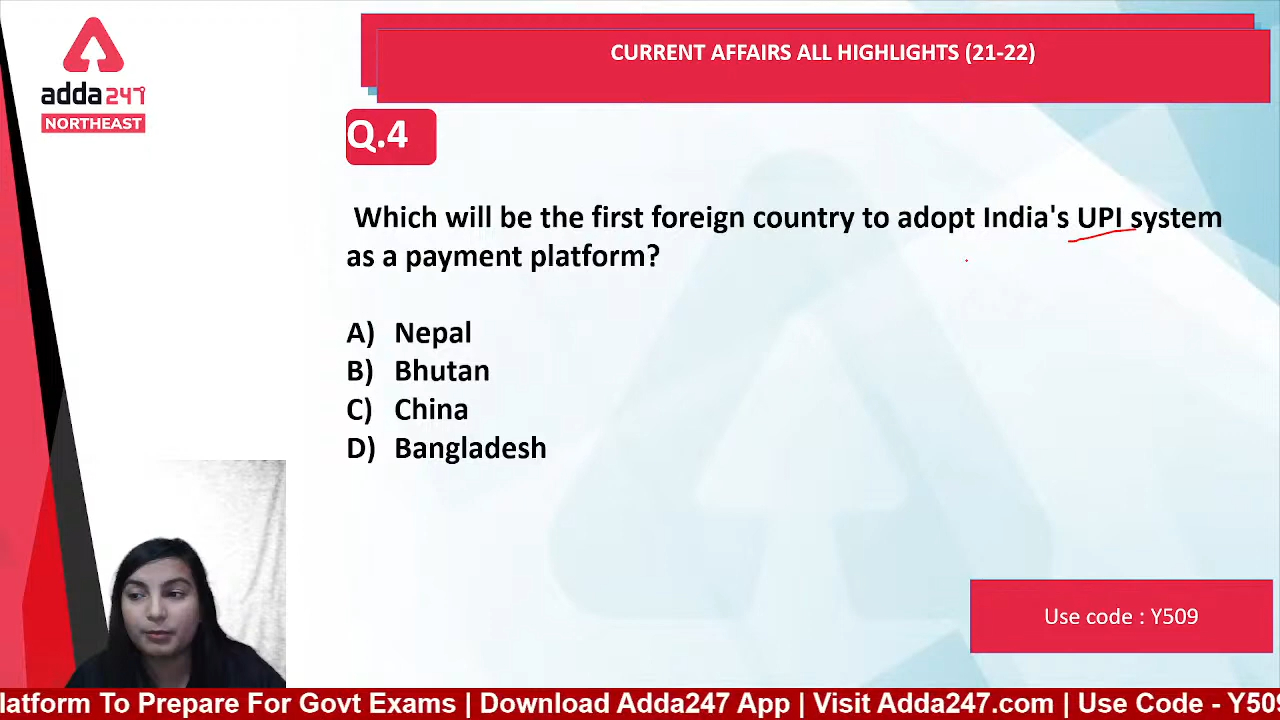 CURRENT AFFAIRS ALL HIGHLIGHTS (21-22)
adda247
NORTHEAST
Q.4
Which will be the first foreign country to adopt India's UPI system
as a payment platform?
A) Nepal
B) Bhutan
C) China
D) Bangladesh
Use code : Y509
latform To Prepare For Govt Exams | Download Adda247 App | Visit Adda247.com | Use Code - Y509